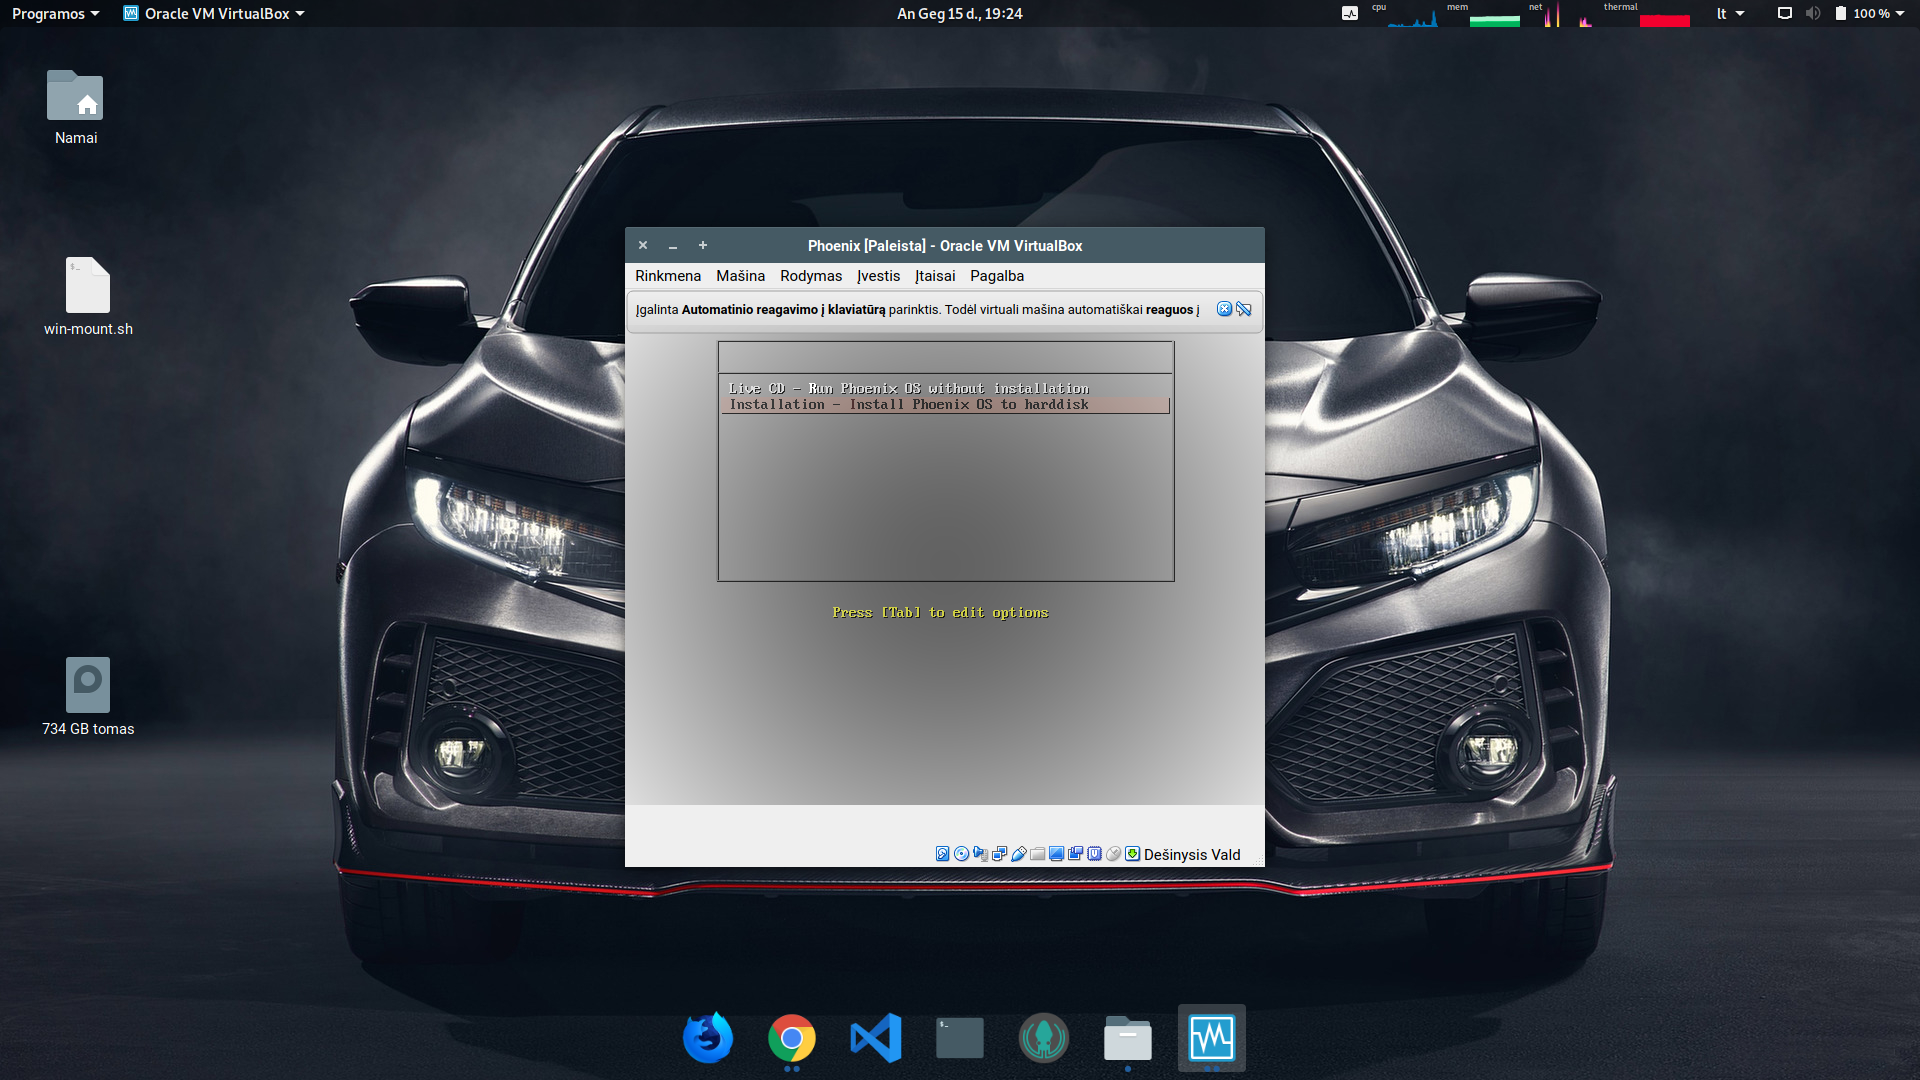 Programos
Oracle VM VirtualBox
An Geg 15 d., 19:24
cpu
mem
net
thermal
lt
100 %
Namai
$_
win-mount.sh
734 GB tomas
Phoenix [Paleista] - Oracle VM VirtualBox
Rinkmena Mašina Rodymas Įvestis Įtaisai Pagalba
Įgalinta Automatinio reagavimo į klaviatūrą parinktis. Todėl virtuali mašina automatiškai reaguos į
Live CD - Run Phoenix OS without installation
Installation - Install Phoenix OS to harddisk
Press [Tab] to edit options
Dešinysis Vald
$_